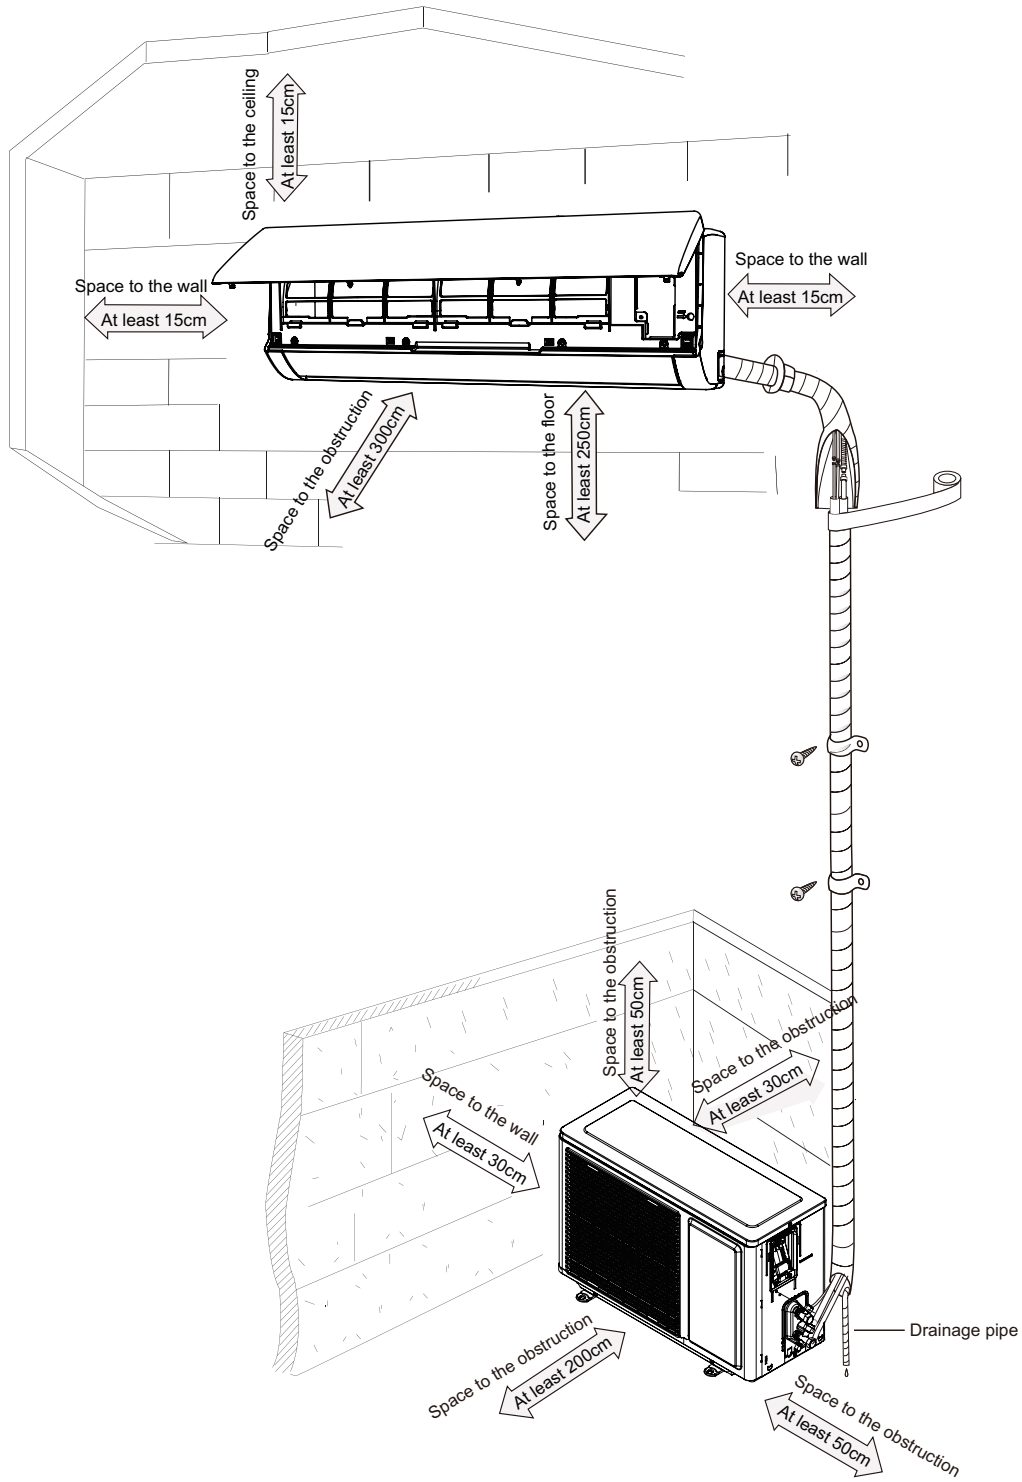 Space to the ceiling
At least 15cm
Space to the wall
At least 15cm
Space to the wall
At least 15cm
Space to the obstruction
At least 300cm
Space to the floor
At least 250cm
Space to the obstruction
At least 50cm
Space to the obstruction
At least 30cm
Space to the wall
At least 30cm
Space to the obstruction
At least 200cm
Drainage pipe
Space to the obstruction
At least 50cm